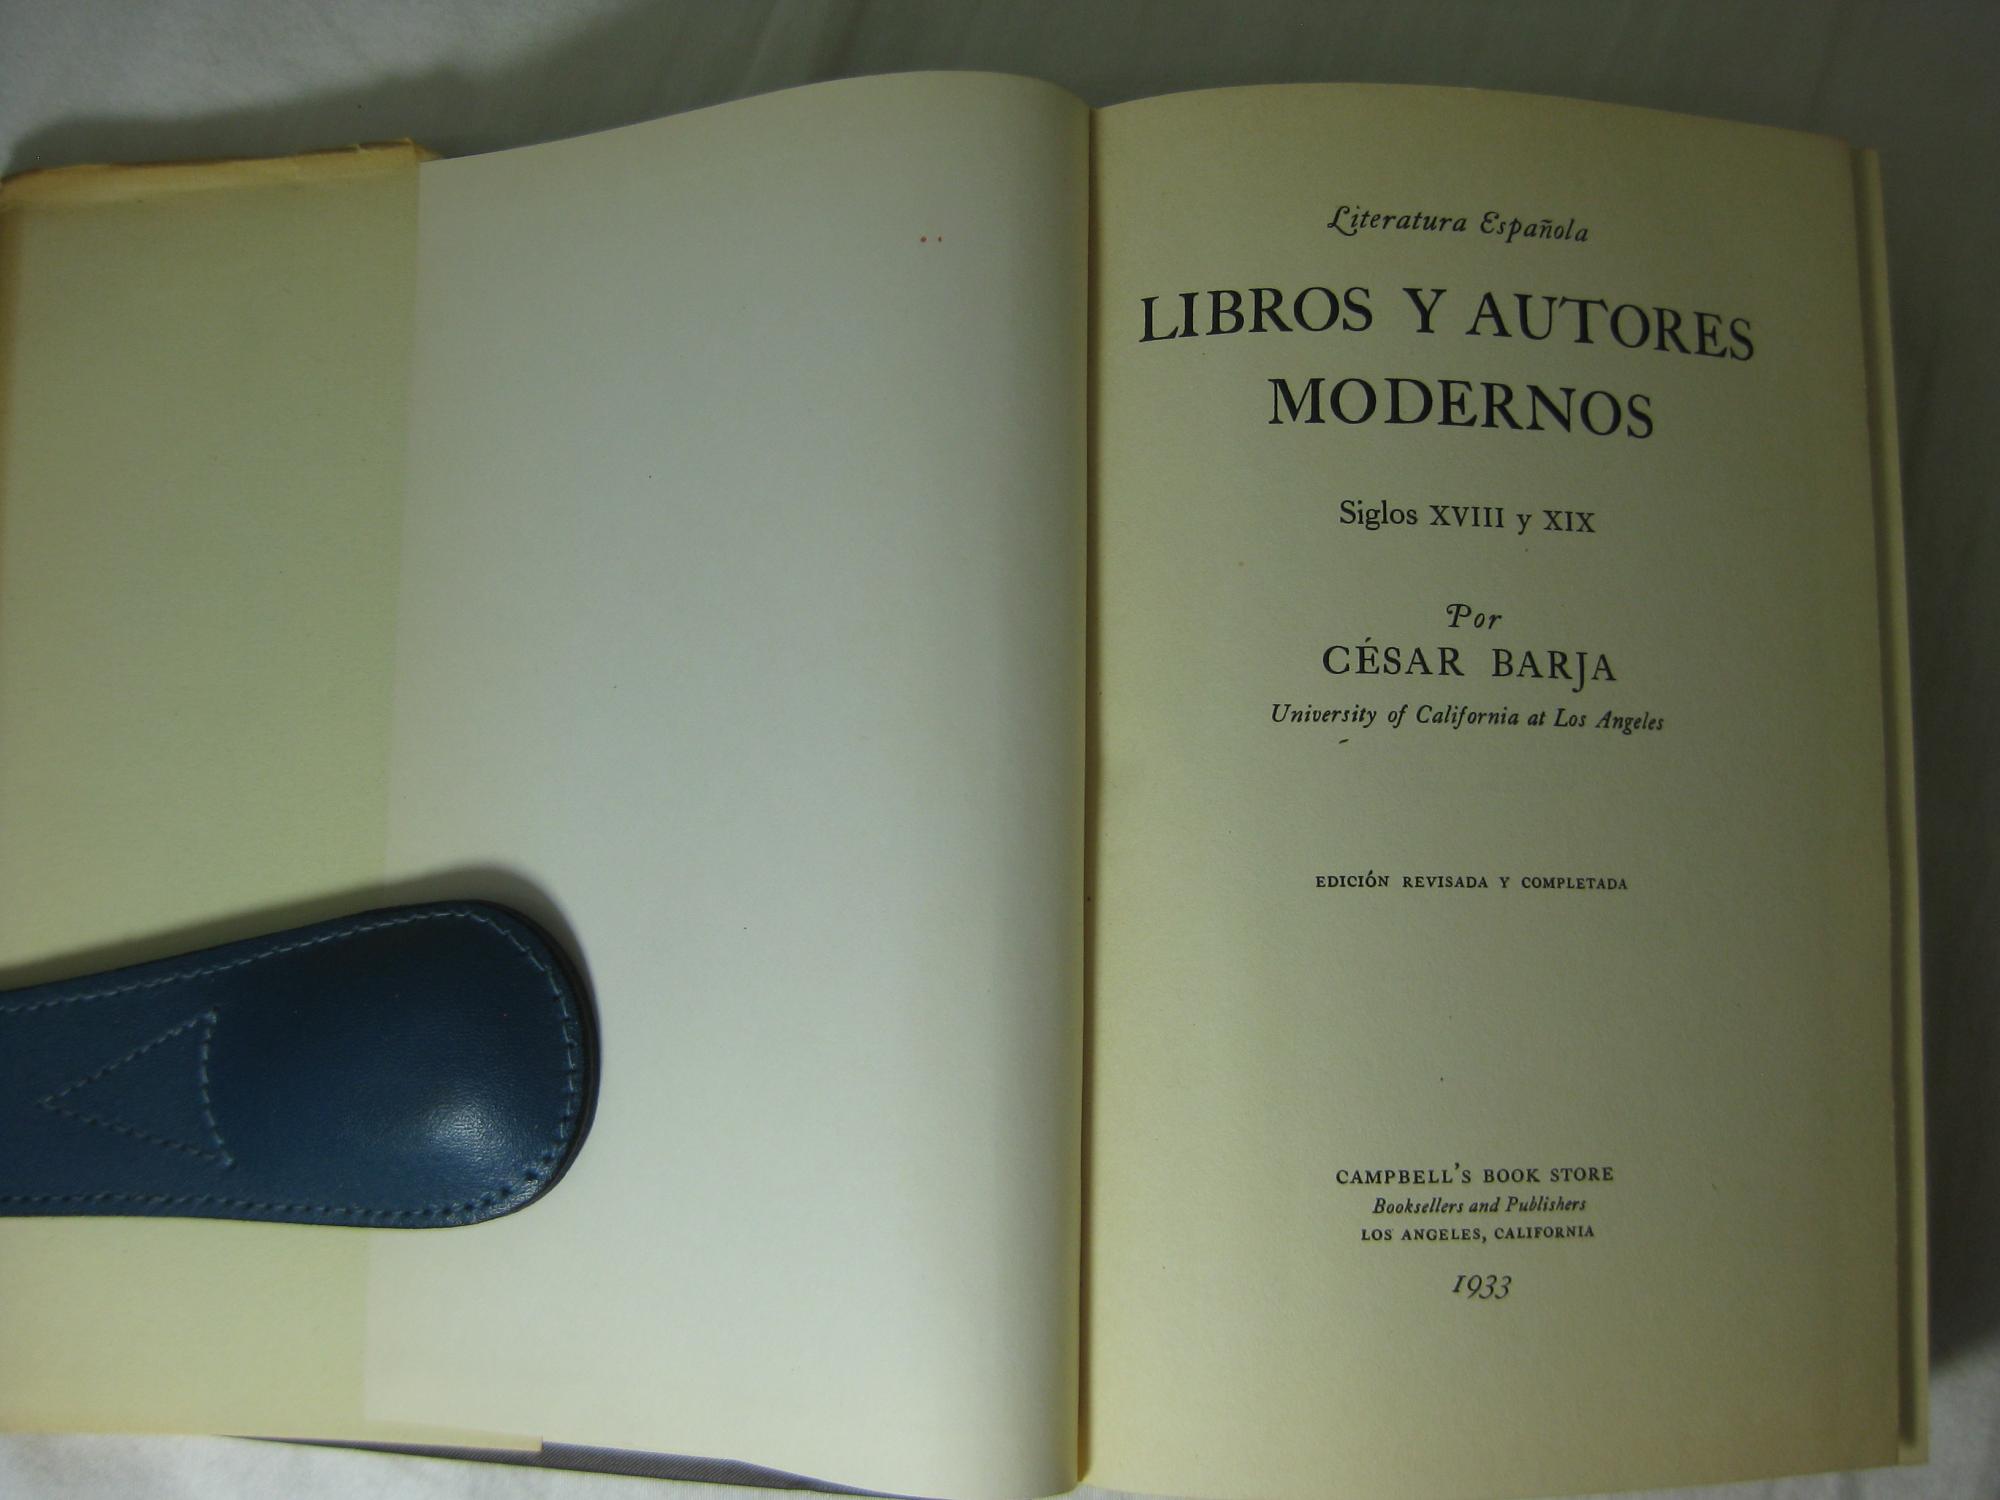 Literatura Española
LIBROS Y AUTORES
MODERNOS
Siglos XVIII y XIX
Por
CÉSAR BARJA
University of California at Los Angeles
EDICIÓN REVISADA Y COMPLETADA
CAMPBELL'S BOOK STORE
Booksellers and Publishers
LOS ANGELES, CALIFORNIA
1933